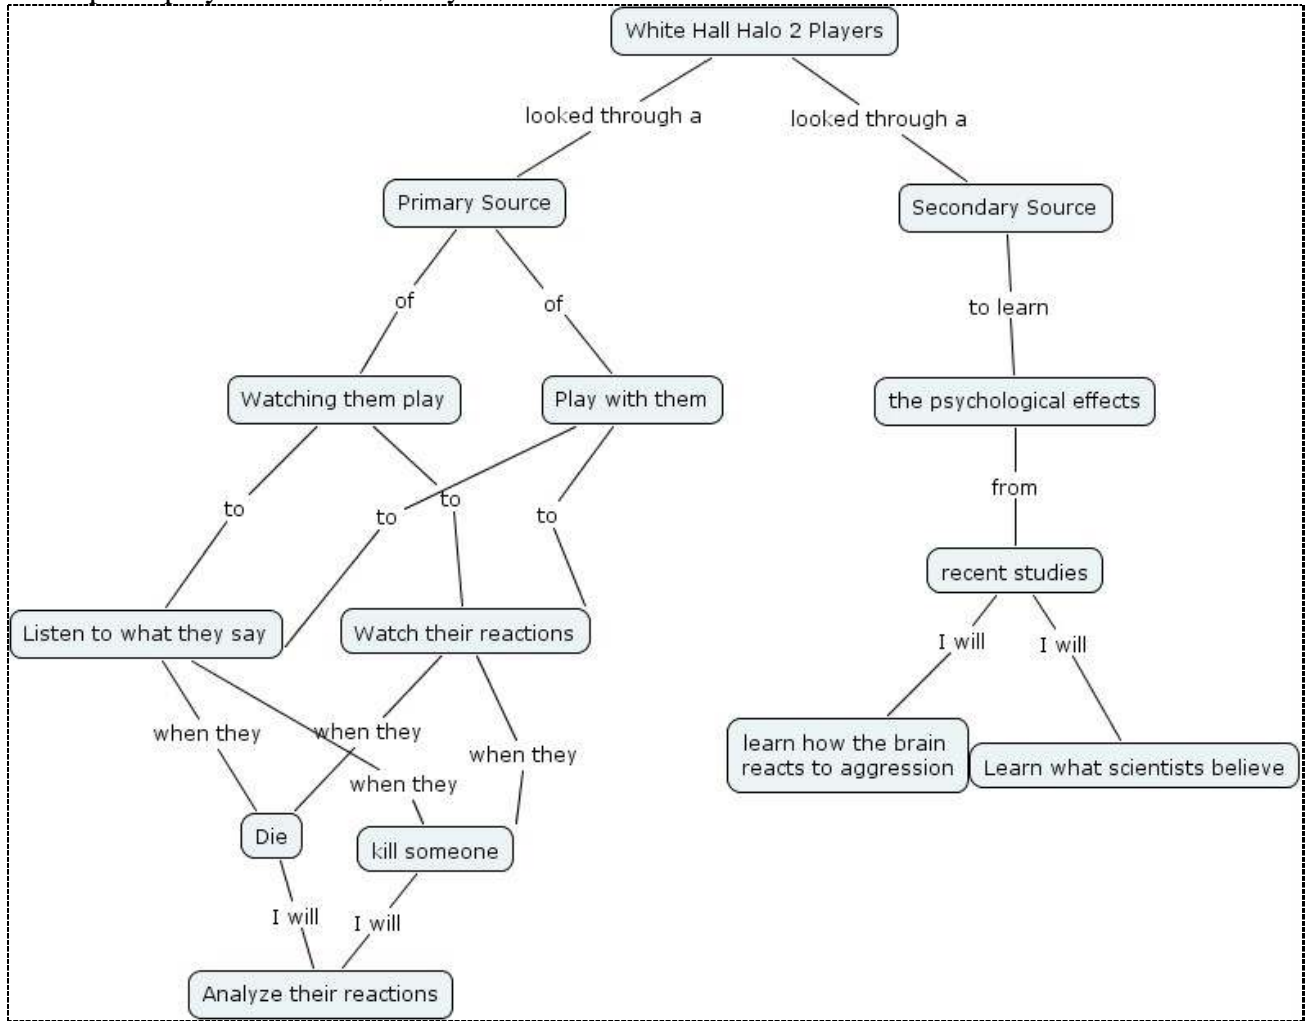 White Hall Halo 2 Players
looked through a
looked through a
Primary Source
Secondary Source
of
of
to learn
Watching them play
Play with them
the psychological effects
from
to
to
to
to
recent studies
Listen to what they say
Watch their reactions
I will
I will
when they
when they
when they
when they
learn how the brain
reacts to aggression
Learn what scientists believe
Die
kill someone
I will
I will
Analyze their reactions